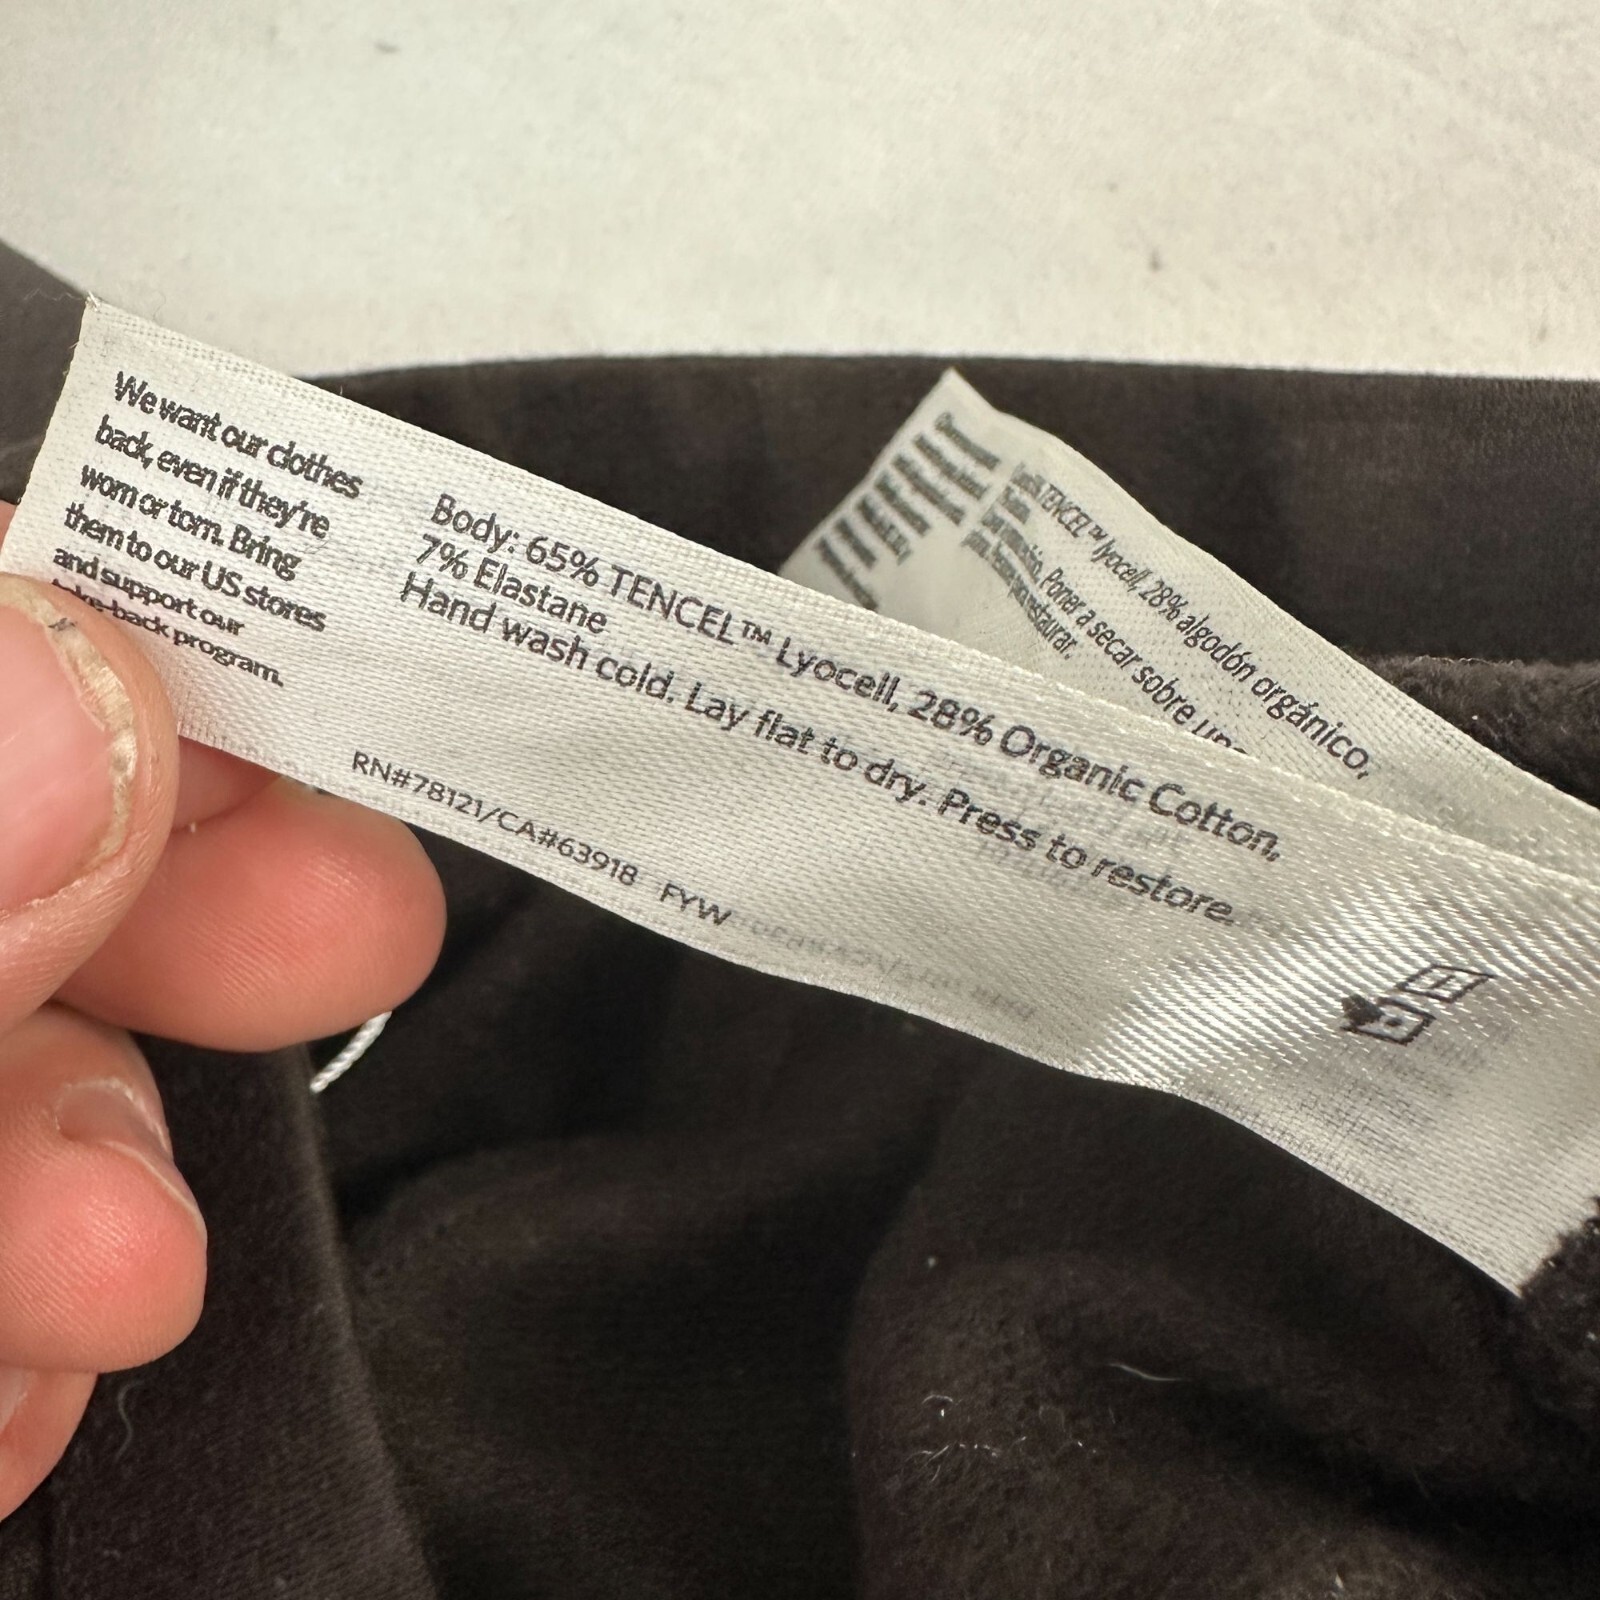 We want our clothes
back, even if they're
worn or torn. Bring
them to our US stores
and support our
take-back program.
Body: 65% TENCEL™ Lyocell, 28% Organic Cotton,
7% Elastane
Hand wash cold. Lay flat to dry. Press to restore.
RN#78121/CA#63918 FYW
TENCEL™ lyocell, 28% algodón orgánico,
Poner a secar sobre una
restaurar.